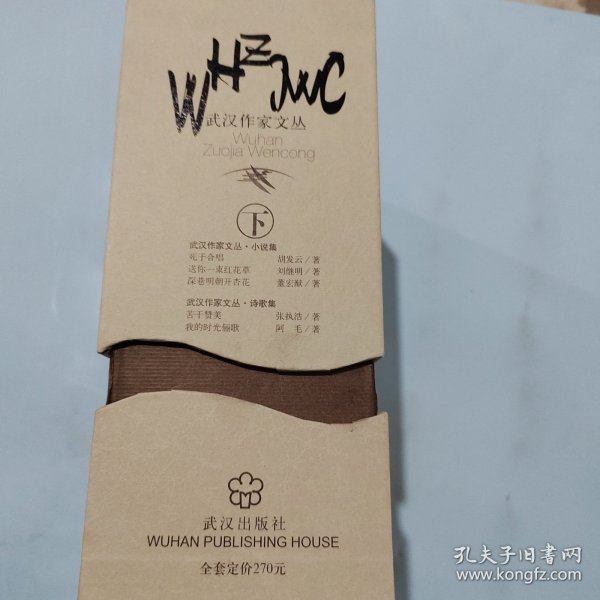 WHZJWC
武汉作家文丛
Wuhan
Zuojia Wencong
下
武汉作家文丛·小说集
死于合唱 胡发云/著
送你一束红花草 刘继明/著
深巷明朝开杏花 董宏猷/著
武汉作家文丛·诗歌集
苦于赞美 张执浩/著
我的时光俪歌 阿毛/著
武汉出版社
WUHAN PUBLISHING HOUSE
全套定价270元
孔夫子旧书网
www.kongfz.com